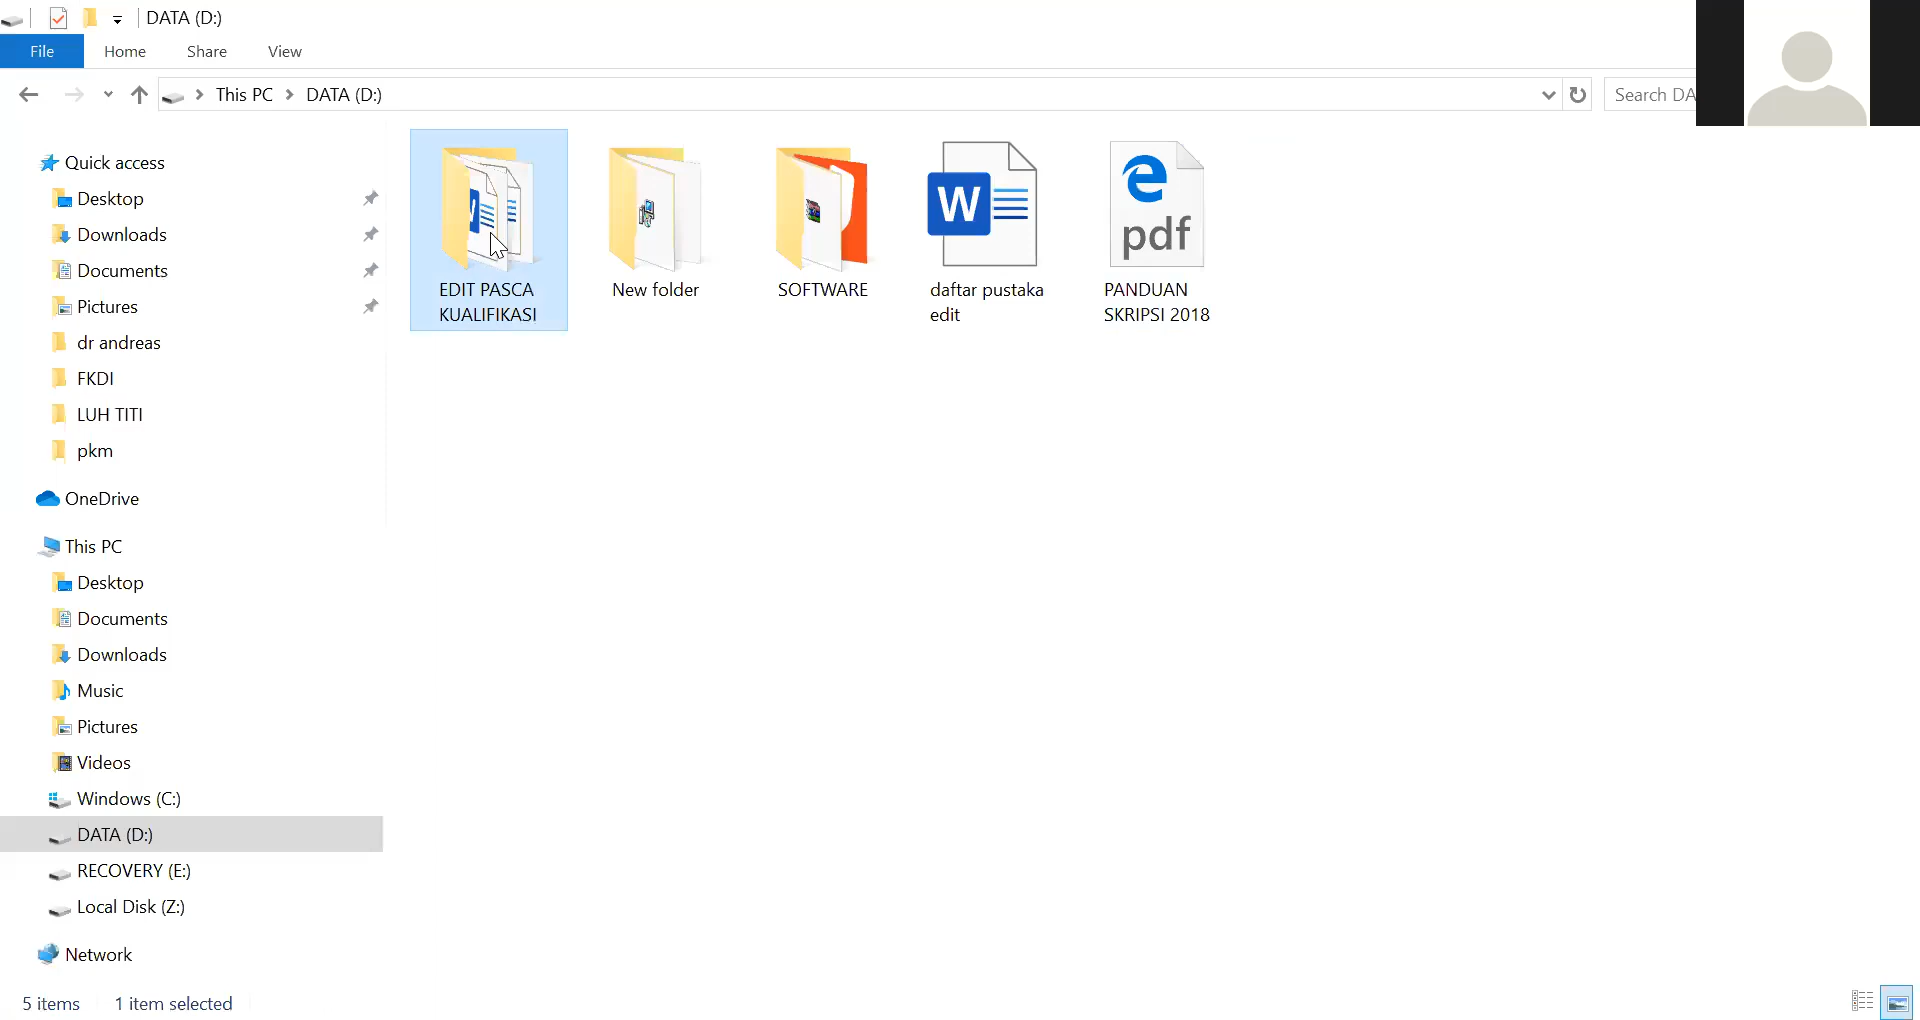 DATA (D:)
File Home Share View
This PC DATA (D:)
Search DA
Quick access
Desktop
Downloads
Documents
Pictures
dr andreas
FKDI
LUH TITI
pkm
OneDrive
This PC
Desktop
Documents
Downloads
Music
Pictures
Videos
Windows (C:)
DATA (D:)
RECOVERY (E:)
Local Disk (Z:)
Network
W
EDIT PASCA
KUALIFIKASI
New folder
SOFTWARE
W
daftar pustaka
edit
pdf
PANDUAN
SKRIPSI 2018
5 items 1 item selected